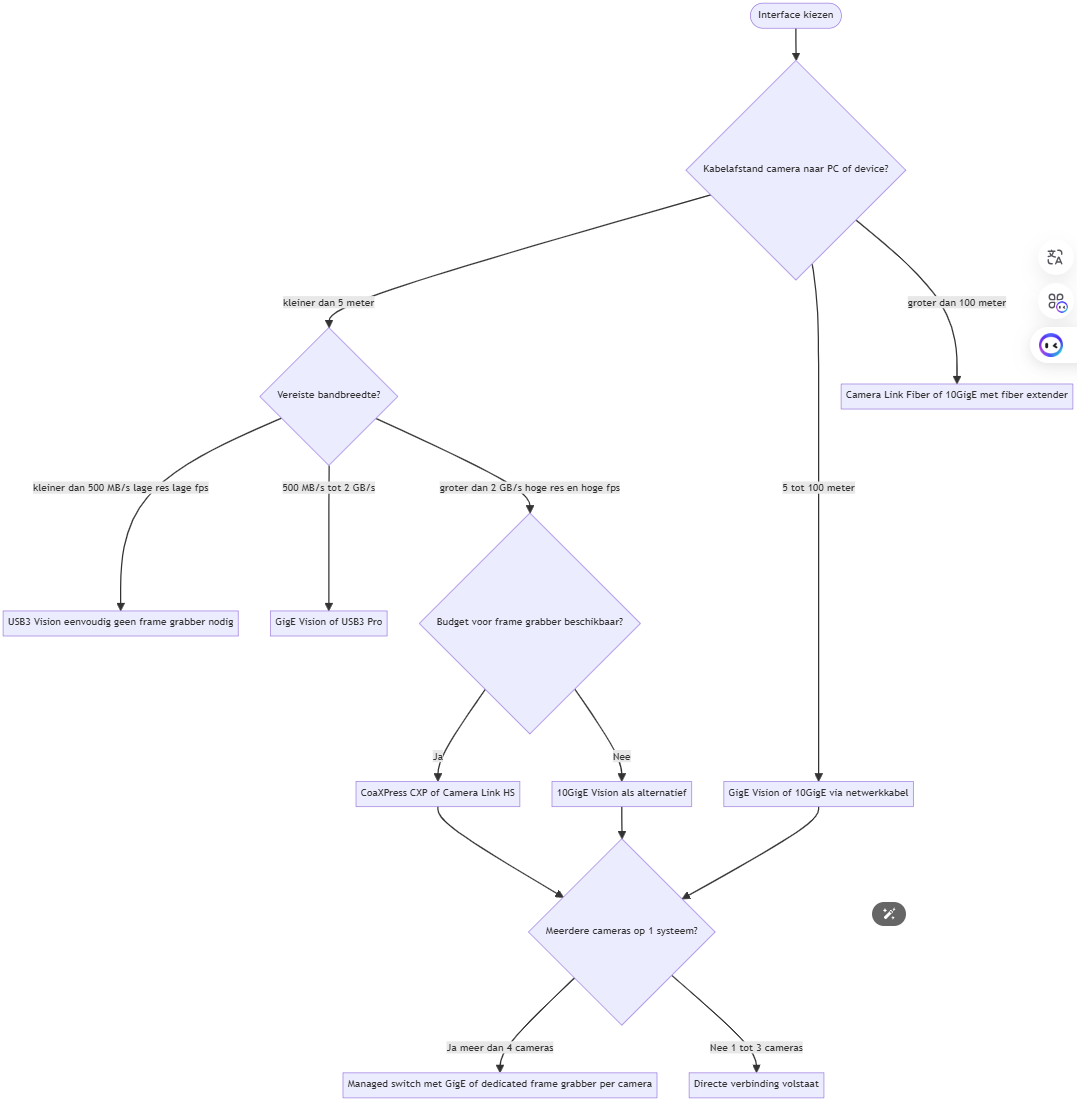 Interface kiezen
Kabelafstand camera naar PC of device?
kleiner dan 5 meter
groter dan 100 meter
Vereiste bandbreedte?
Camera Link Fiber of 10GigE met fiber extender
kleiner dan 500 MB/s lage res lage fps
500 MB/s tot 2 GB/s
groter dan 2 GB/s hoge res en hoge fps
5 tot 100 meter
USB3 Vision eenvoudig geen frame grabber nodig
GigE Vision of USB3 Pro
Budget voor frame grabber beschikbaar?
Ja
Nee
CoaXPress CXP of Camera Link HS
10GigE Vision als alternatief
GigE Vision of 10GigE via netwerkkabel
Meerdere cameras op 1 systeem?
Ja meer dan 4 cameras
Nee 1 tot 3 cameras
Managed switch met GigE of dedicated frame grabber per camera
Directe verbinding volstaat